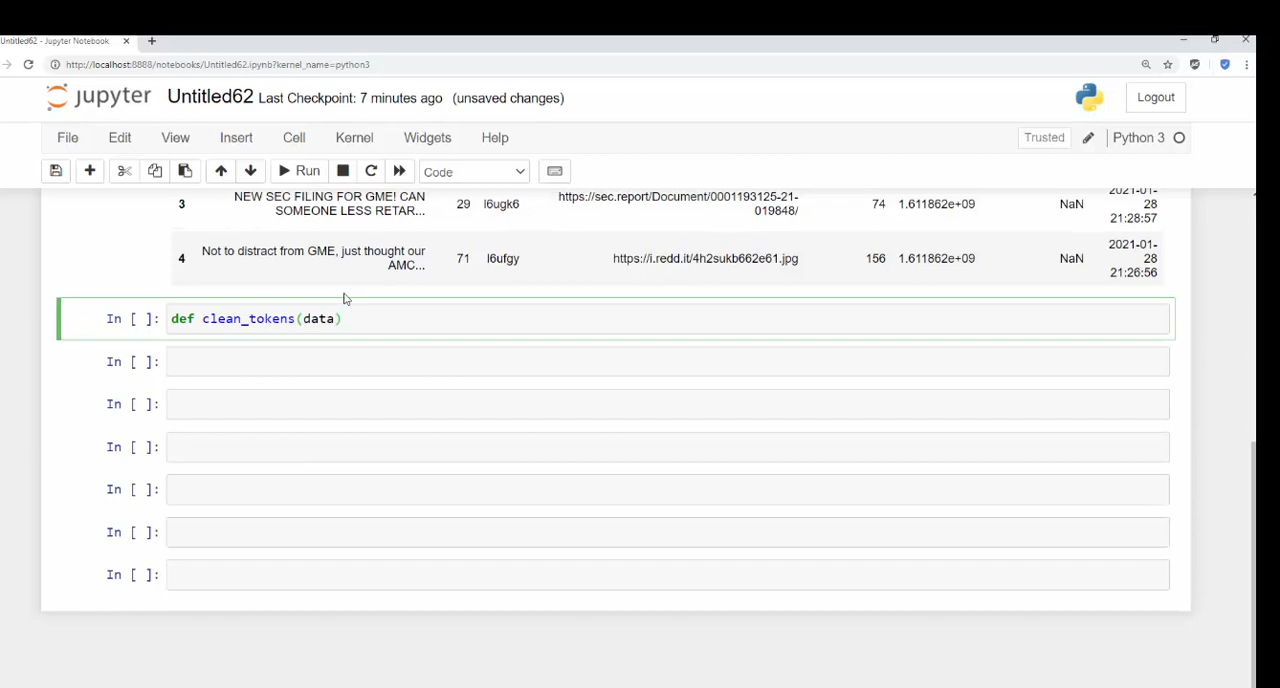 Untitled62 - Jupyter Notebook
http://localhost:8888/notebooks/Untitled62.ipynb?kernel_name=python3
jupyter Untitled62 Last Checkpoint: 7 minutes ago (unsaved changes) Logout
File Edit View Insert Cell Kernel Widgets Help Trusted Python 3
Run Code
3 NEW SEC FILING FOR GME! CAN SOMEONE LESS RETAR... 29 l6ugk6 https://sec.report/Document/0001193125-21-019848/ 74 1.611862e+09 NaN 2021-01-28 21:28:57
4 Not to distract from GME, just thought our AMC... 71 l6ufgy https://i.redd.it/4h2sukb662e61.jpg 156 1.611862e+09 NaN 2021-01-28 21:26:56
In [ ]: def clean_tokens(data)
In [ ]:
In [ ]:
In [ ]:
In [ ]:
In [ ]:
In [ ]: